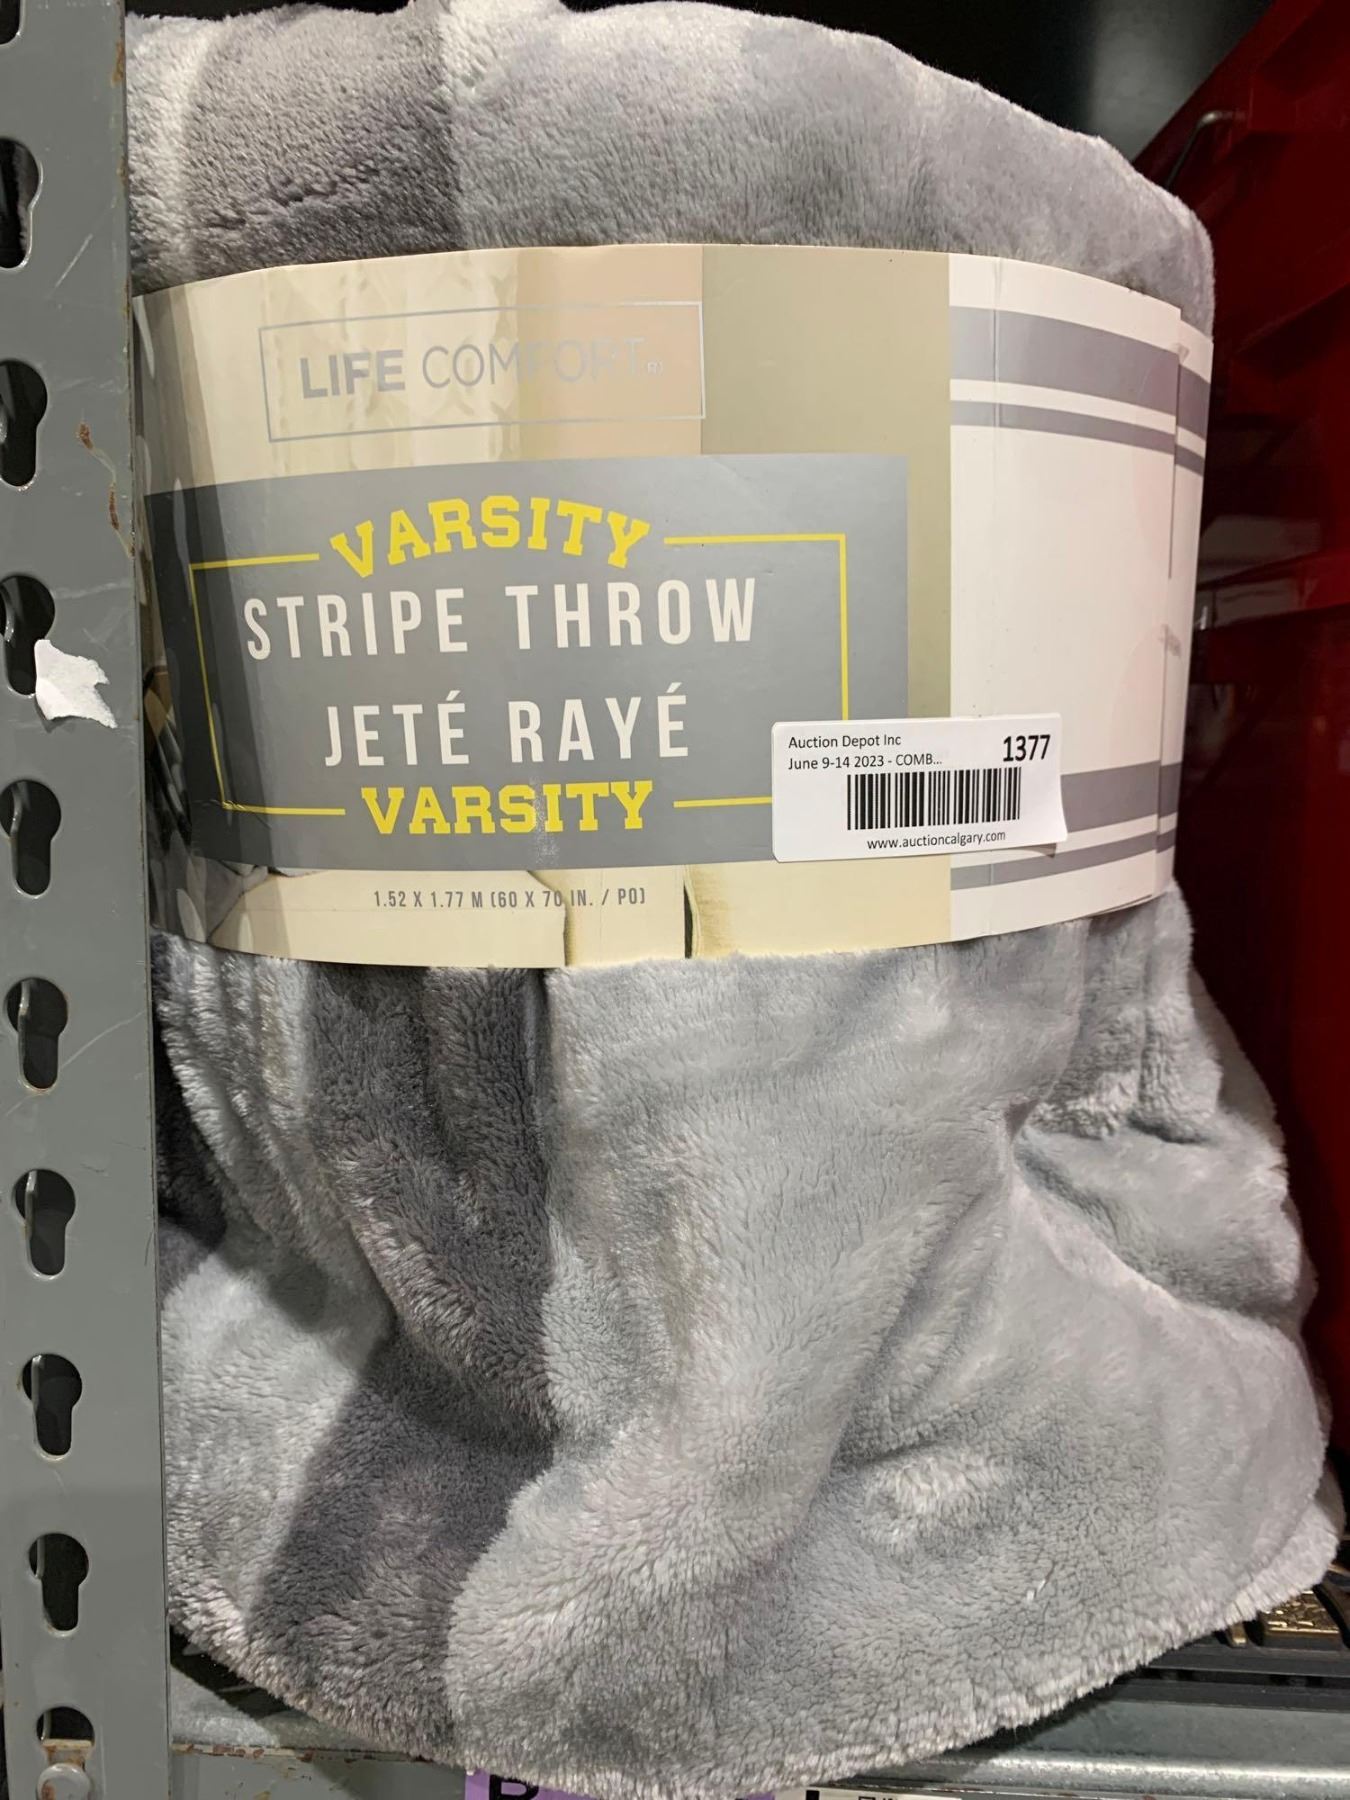 LIFE COMFORT®
VARSITY
STRIPE THROW
JETÉ RAYÉ
VARSITY
1.52 X 1.77 M (60 X 70 IN. / PO)
Auction Depot Inc
1377
June 9-14 2023 - COMB...
www.auctioncalgary.com